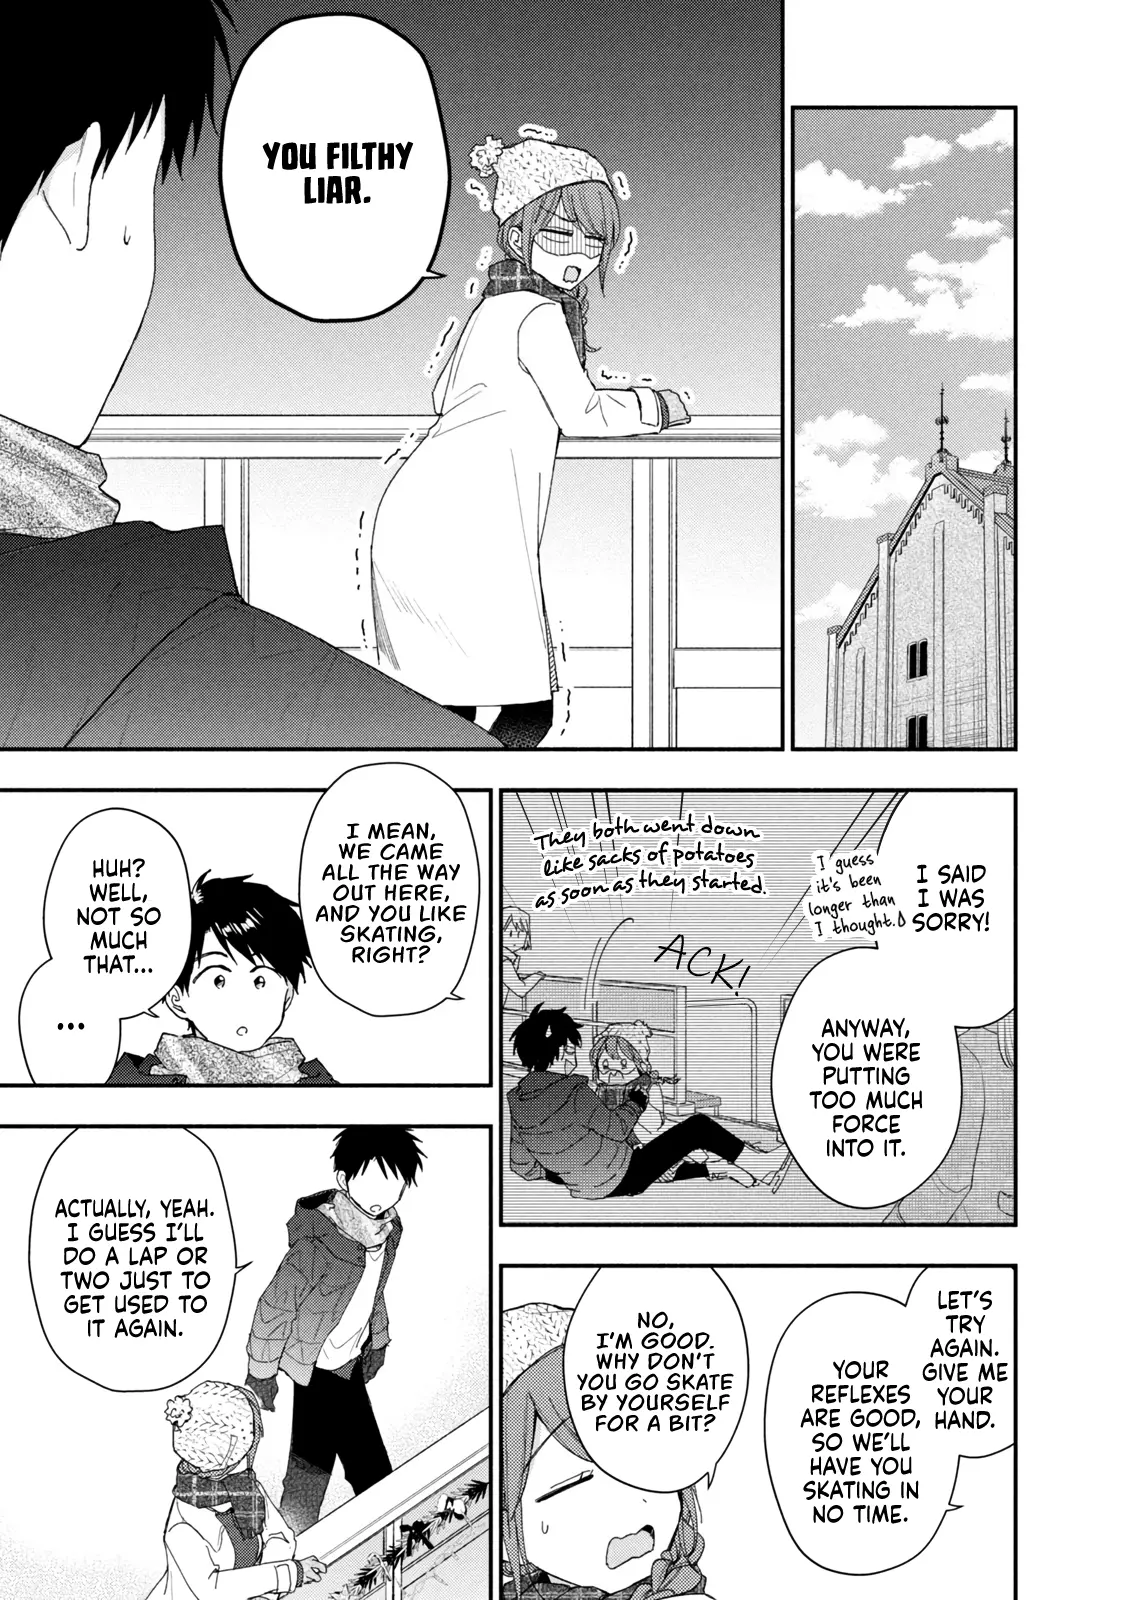 YOU FILTHY
LIAR.
I SAID
I WAS
SORRY!
I guess
it's been
longer than
I thought.
They both went down
like sacks of potatoes
as soon as they started.
ACK!
ANYWAY,
YOU WERE
PUTTING
TOO MUCH
FORCE
INTO IT.
I MEAN,
WE CAME
ALL THE WAY
OUT HERE,
AND YOU LIKE
SKATING,
RIGHT?
HUH?
WELL,
NOT SO
MUCH
THAT...
...
LET'S
TRY
AGAIN.
GIVE ME
YOUR
HAND.
YOUR
REFLEXES
ARE GOOD,
SO WE'LL
HAVE YOU
SKATING IN
NO TIME.
NO,
I'M GOOD.
WHY DON'T
YOU GO SKATE
BY YOURSELF
FOR A BIT?
ACTUALLY, YEAH.
I GUESS I'LL
DO A LAP OR
TWO JUST TO
GET USED TO
IT AGAIN.